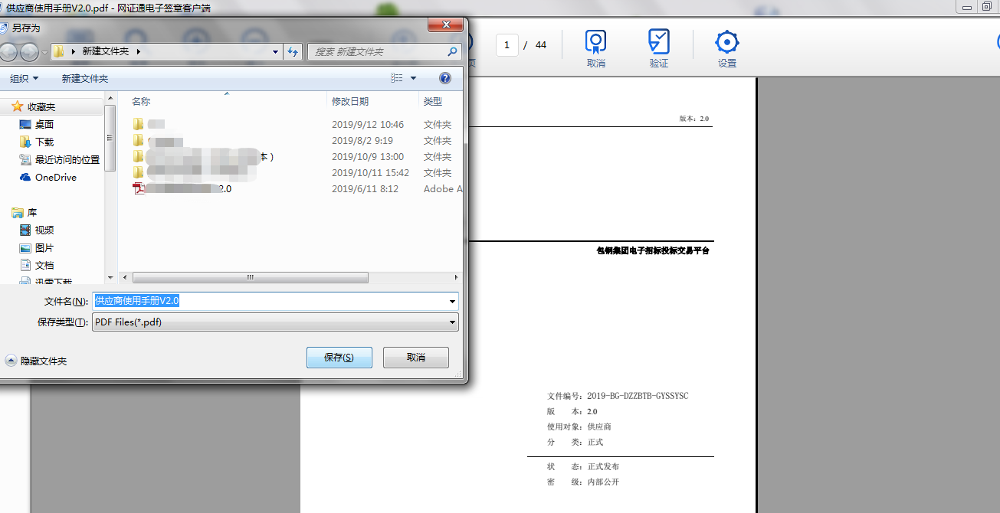 供应商使用手册V2.0.pdf - 网证通电子签章客户端
另存为
新建文件夹
搜索 新建文件夹
页
1 / 44
取消
验证
设置
组织
新建文件夹
名称
修改日期
类型
收藏夹
桌面
下载
最近访问的位置
OneDrive
库
视频
图片
文档
迅雷下载
2019/9/12 10:46 文件夹
2019/8/2 9:19 文件夹
本） 2019/10/9 13:00 文件夹
2019/10/11 15:42 文件夹
2.0 2019/6/11 8:12 Adobe A
文件名(N): 供应商使用手册V2.0
保存类型(T): PDF Files(*.pdf)
隐藏文件夹
保存(S)
取消
版本：2.0
包钢集团电子招标投标交易平台
文件编号：2019-BG-DZZBTB-GYSSYSC
版 本：2.0
使用对象：供应商
分 类：正式
状 态：正式发布
密 级：内部公开